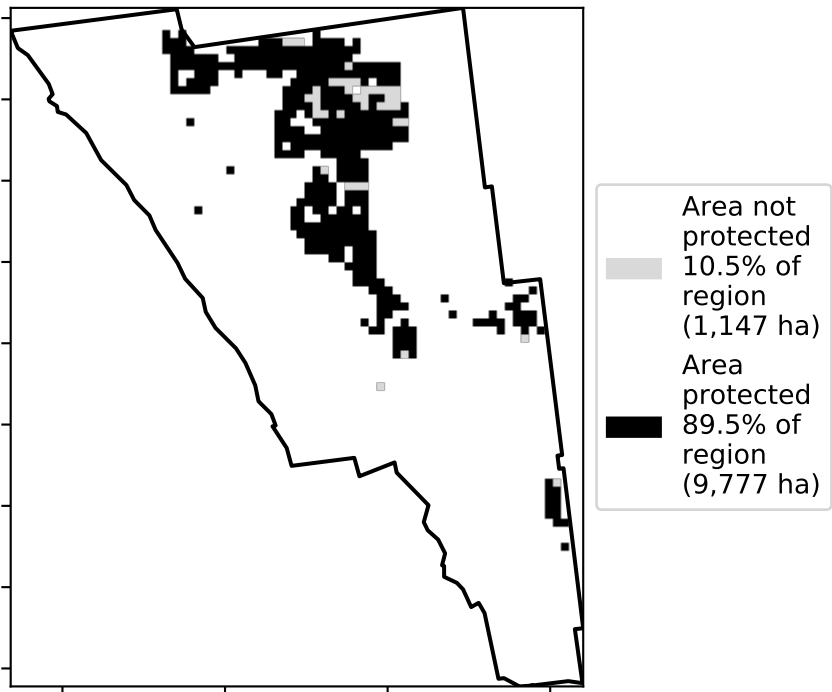 Area not
protected
10.5% of
region
(1,147 ha)
Area
protected
89.5% of
region
(9,777 ha)